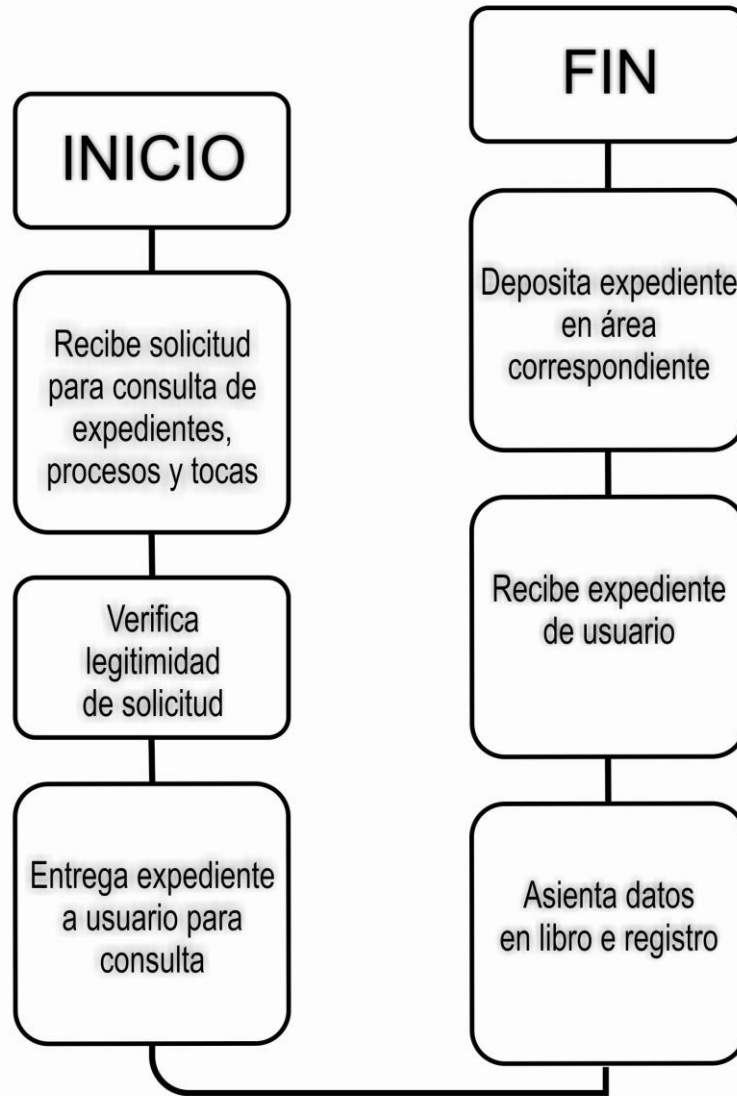 INICIO
Recibe solicitud
para consulta de
expedientes,
procesos y tocas
Verifica
legitimidad
de solicitud
Entrega expediente
a usuario para
consulta
Asienta datos
en libro e registro
Recibe expediente
de usuario
Deposita expediente
en área
correspondiente
FIN